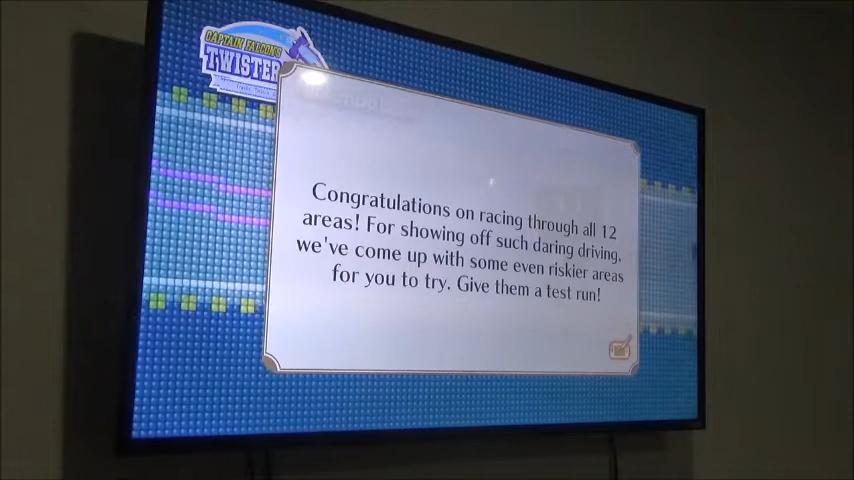 CAPTAIN FALCON'S
TWISTER
Congratulations on racing through all 12
areas! For showing off such daring driving,
we've come up with some even riskier areas
for you to try. Give them a test run!